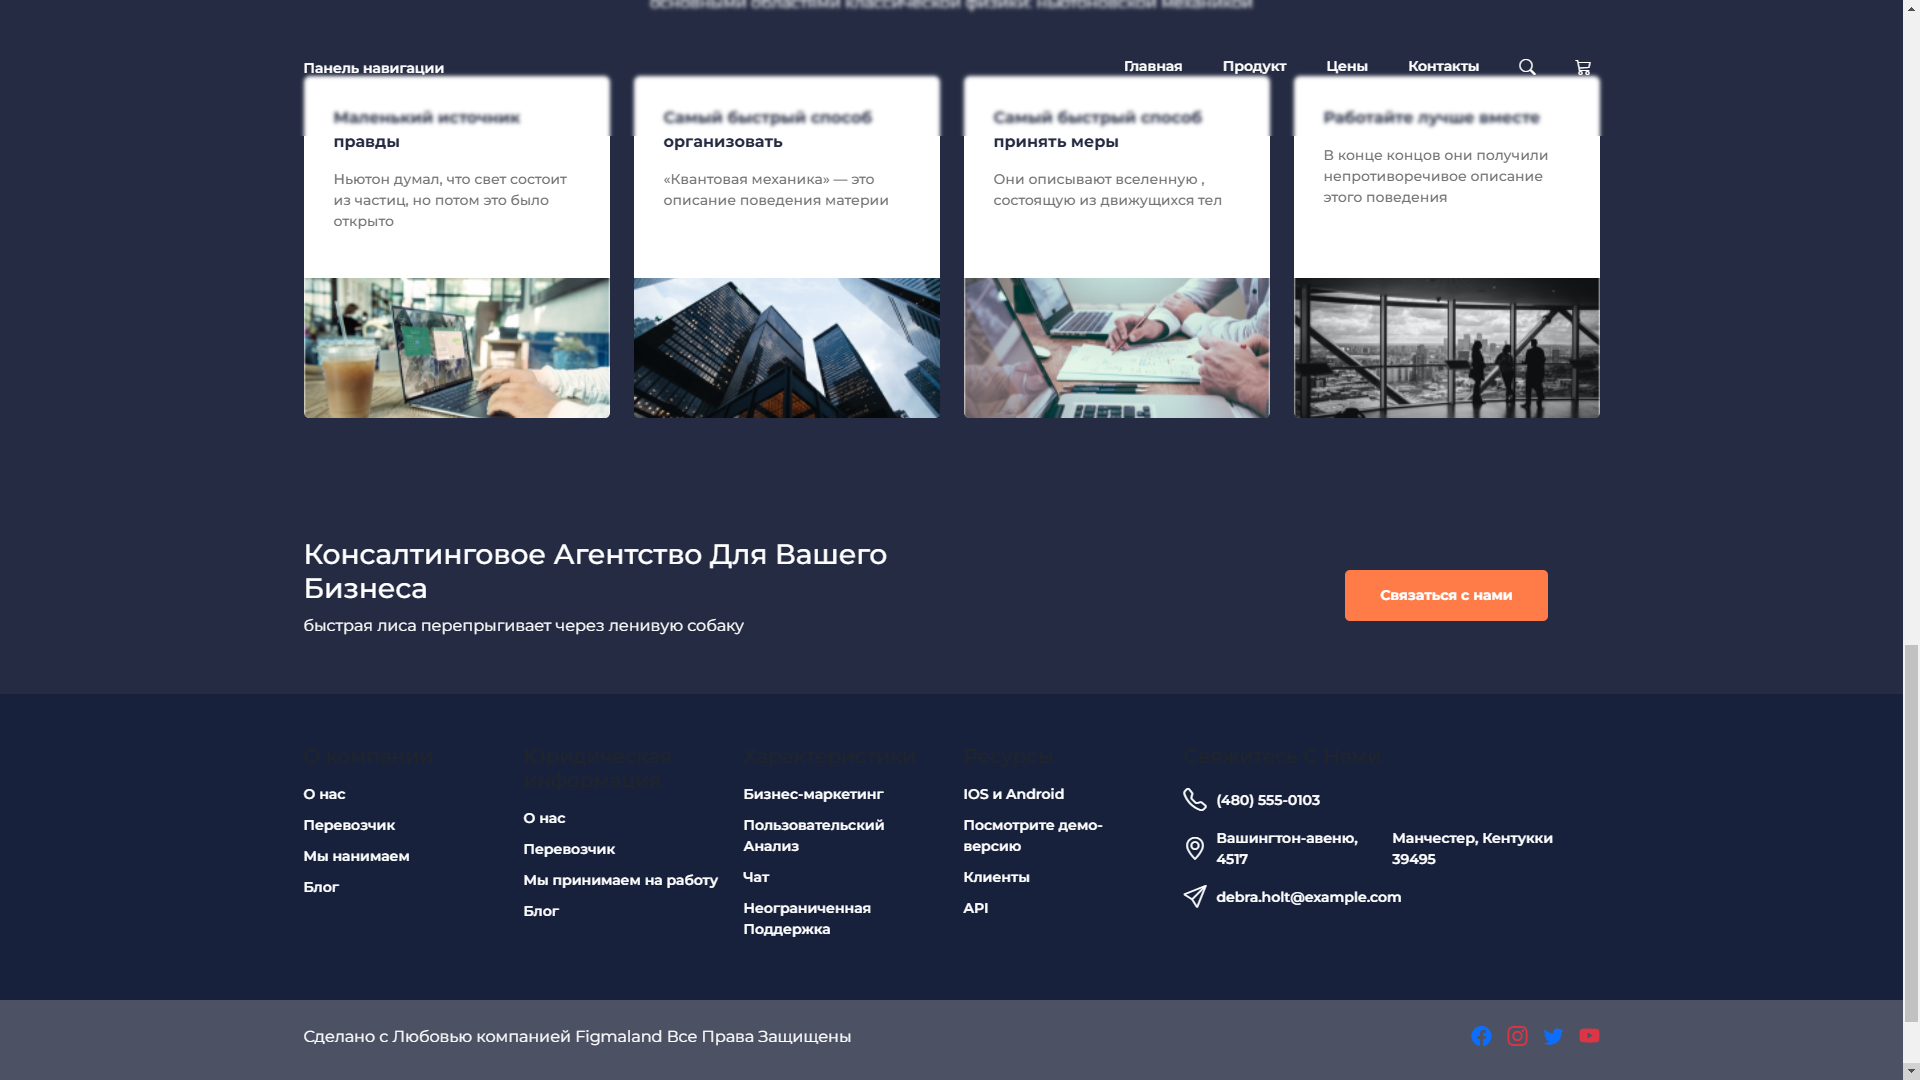 основными областями классической физики: ньютоновской механикой
Панель навигации
Главная
Продукт
Цены
Контакты
Маленький источник
правды
Ньютон думал, что свет состоит
из частиц, но потом это было
открыто
Самый быстрый способ
организовать
«Квантовая механика» — это
описание поведения материи
Самый быстрый способ
принять меры
Они описывают вселенную ,
состоящую из движущихся тел
Работайте лучше вместе
В конце концов они получили
непротиворечивое описание
этого поведения
Консалтинговое Агентство Для Вашего
Бизнеса
быстрая лиса перепрыгивает через ленивую собаку
Связаться с нами
О компании
О нас
Перевозчик
Мы нанимаем
Блог
Юридическая
информация
О нас
Перевозчик
Мы принимаем на работу
Блог
Характеристики
Бизнес-маркетинг
Пользовательский
Анализ
Чат
Неограниченная
Поддержка
Ресурсы
IOS и Android
Посмотрите демо-
версию
Клиенты
API
Свяжитесь С Нами
(480) 555-0103
Вашингтон-авеню,
4517
Манчестер, Кентукки
39495
debra.holt@example.com
Сделано с Любовью компанией Figmaland Все Права Защищены